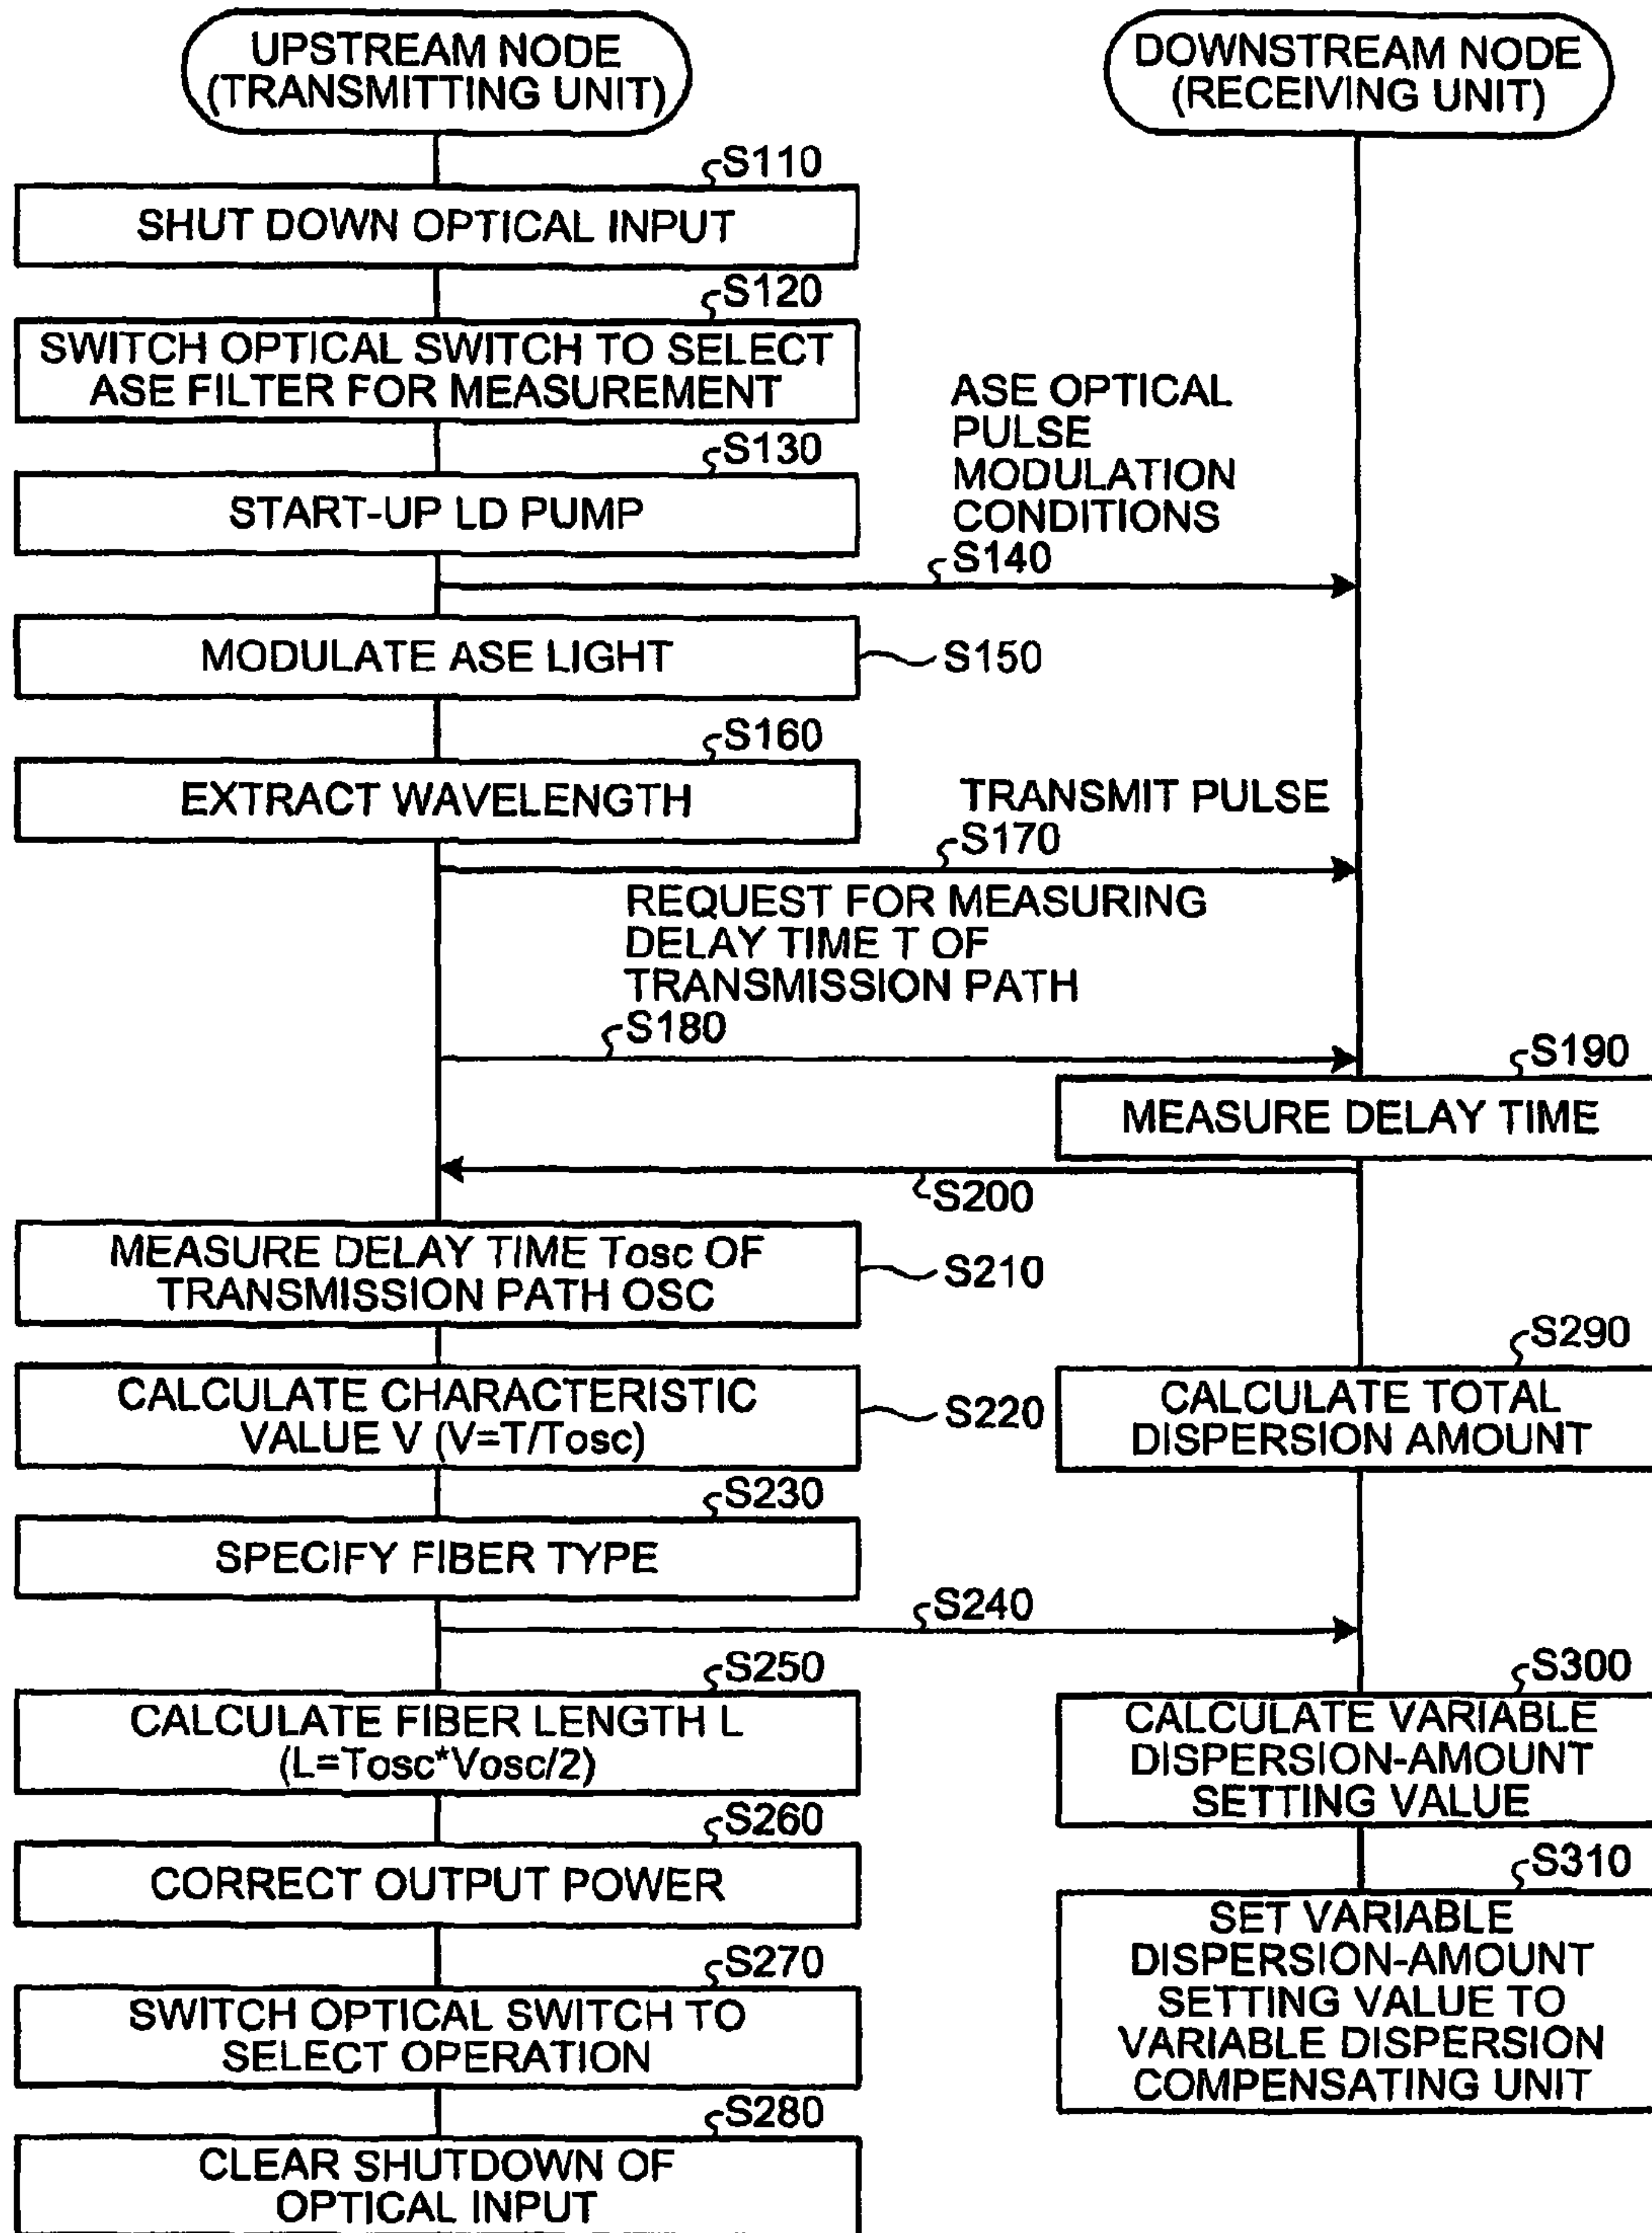 UPSTREAM NODE
(TRANSMITTING UNIT)
DOWNSTREAM NODE
(RECEIVING UNIT)
S110
SHUT DOWN OPTICAL INPUT
S120
SWITCH OPTICAL SWITCH TO SELECT
ASE FILTER FOR MEASUREMENT
S130
START-UP LD PUMP
ASE OPTICAL
PULSE
MODULATION
CONDITIONS
S140
MODULATE ASE LIGHT
S150
S160
EXTRACT WAVELENGTH
TRANSMIT PULSE
S170
REQUEST FOR MEASURING
DELAY TIME T OF
TRANSMISSION PATH
S180
S190
MEASURE DELAY TIME
S200
MEASURE DELAY TIME Tosc OF
TRANSMISSION PATH OSC
S210
CALCULATE CHARACTERISTIC
VALUE V (V=T/Tosc)
S220
S290
CALCULATE TOTAL
DISPERSION AMOUNT
S230
SPECIFY FIBER TYPE
S240
S250
CALCULATE FIBER LENGTH L
(L=Tosc*Vosc/2)
S300
CALCULATE VARIABLE
DISPERSION-AMOUNT
SETTING VALUE
S260
CORRECT OUTPUT POWER
S310
SET VARIABLE
DISPERSION-AMOUNT
SETTING VALUE TO
VARIABLE DISPERSION
COMPENSATING UNIT
S270
SWITCH OPTICAL SWITCH TO
SELECT OPERATION
S280
CLEAR SHUTDOWN OF
OPTICAL INPUT